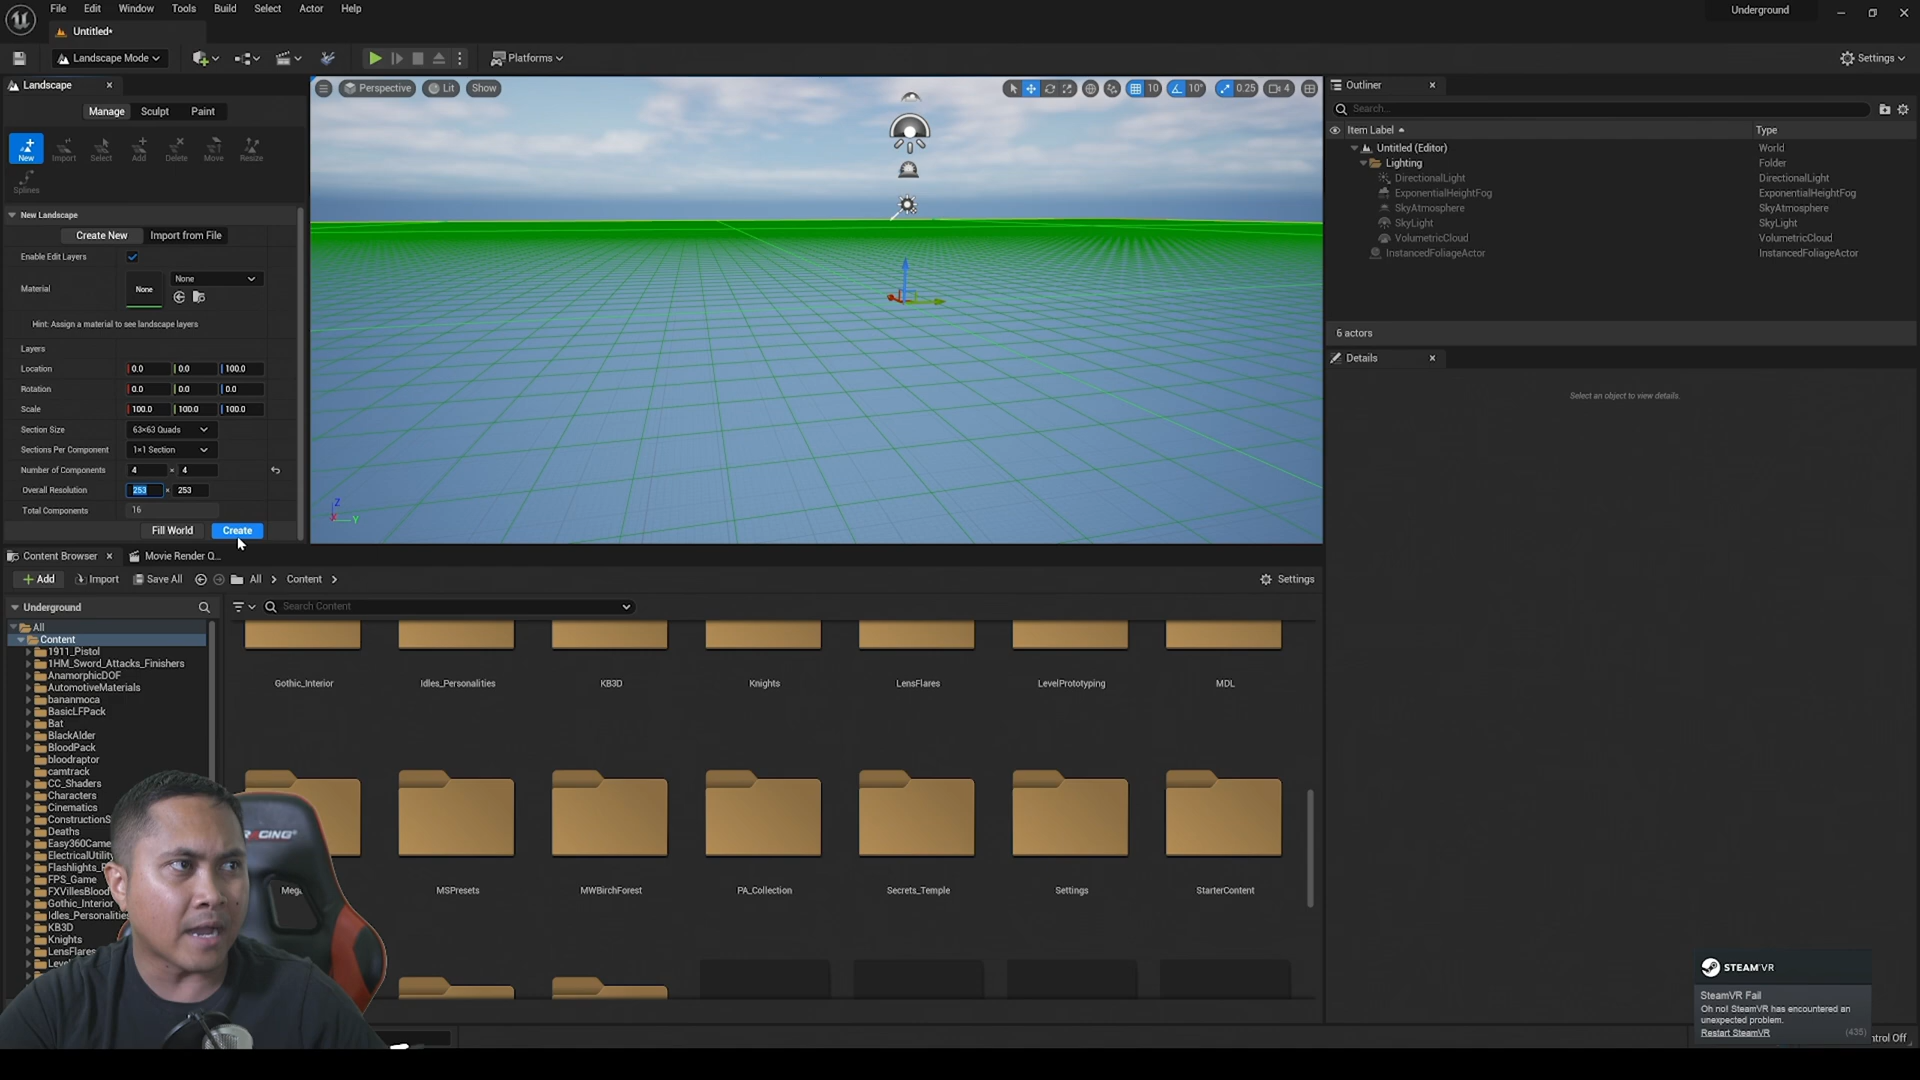 File Edit Window Tools Build Select Actor Help
Underground
Untitled*
Landscape Mode
Platforms
Settings
Landscape
Manage Sculpt Paint
New Import Select Add Delete Move Resize
Splines
New Landscape
Create New Import from File
Enable Edit Layers
Material None None
Hint: Assign a material to see landscape layers
Layers
Location 0.0 0.0 100.0
Rotation 0.0 0.0 0.0
Scale 100.0 100.0 100.0
Section Size 63×63 Quads
Sections Per Component 1×1 Section
Number of Components 4 × 4
Overall Resolution 253 × 253
Total Components 16
Fill World Create
Perspective Lit Show
10 10° 0.25 4
Z
X Y
Outliner
Search...
Item Label Type
Untitled (Editor) World
Lighting Folder
DirectionalLight DirectionalLight
ExponentialHeightFog ExponentialHeightFog
SkyAtmosphere SkyAtmosphere
SkyLight SkyLight
VolumetricCloud VolumetricCloud
InstancedFoliageActor InstancedFoliageActor
6 actors
Details
Select an object to view details.
Content Browser Movie Render Q...
Add Import Save All All Content
Settings
Underground
Search Content
All
Content
1911_Pistol
1HM_Sword_Attacks_Finishers
AnamorphicDOF
AutomotiveMaterials
bananmoca
BasicLFPack
Bat
BlackAlder
BloodPack
bloodraptor
camtrack
CC_Shaders
Characters
Cinematics
ConstructionS
Deaths
Easy360Came
ElectricalUtility
Flashlights_
FPS_Game
FXVillesBlood
Gothic_Interior
Idles_Personalities
KB3D
Knights
LensFlares
Leve
Gothic_Interior Idles_Personalities KB3D Knights LensFlares LevelPrototyping MDL
Mega MSPresets MWBirchForest PA_Collection Secrets_Temple Settings StarterContent
RACING
STEAMVR
SteamVR Fail
Oh no! SteamVR has encountered an
unexpected problem.
Restart SteamVR (435)
ntrol Off